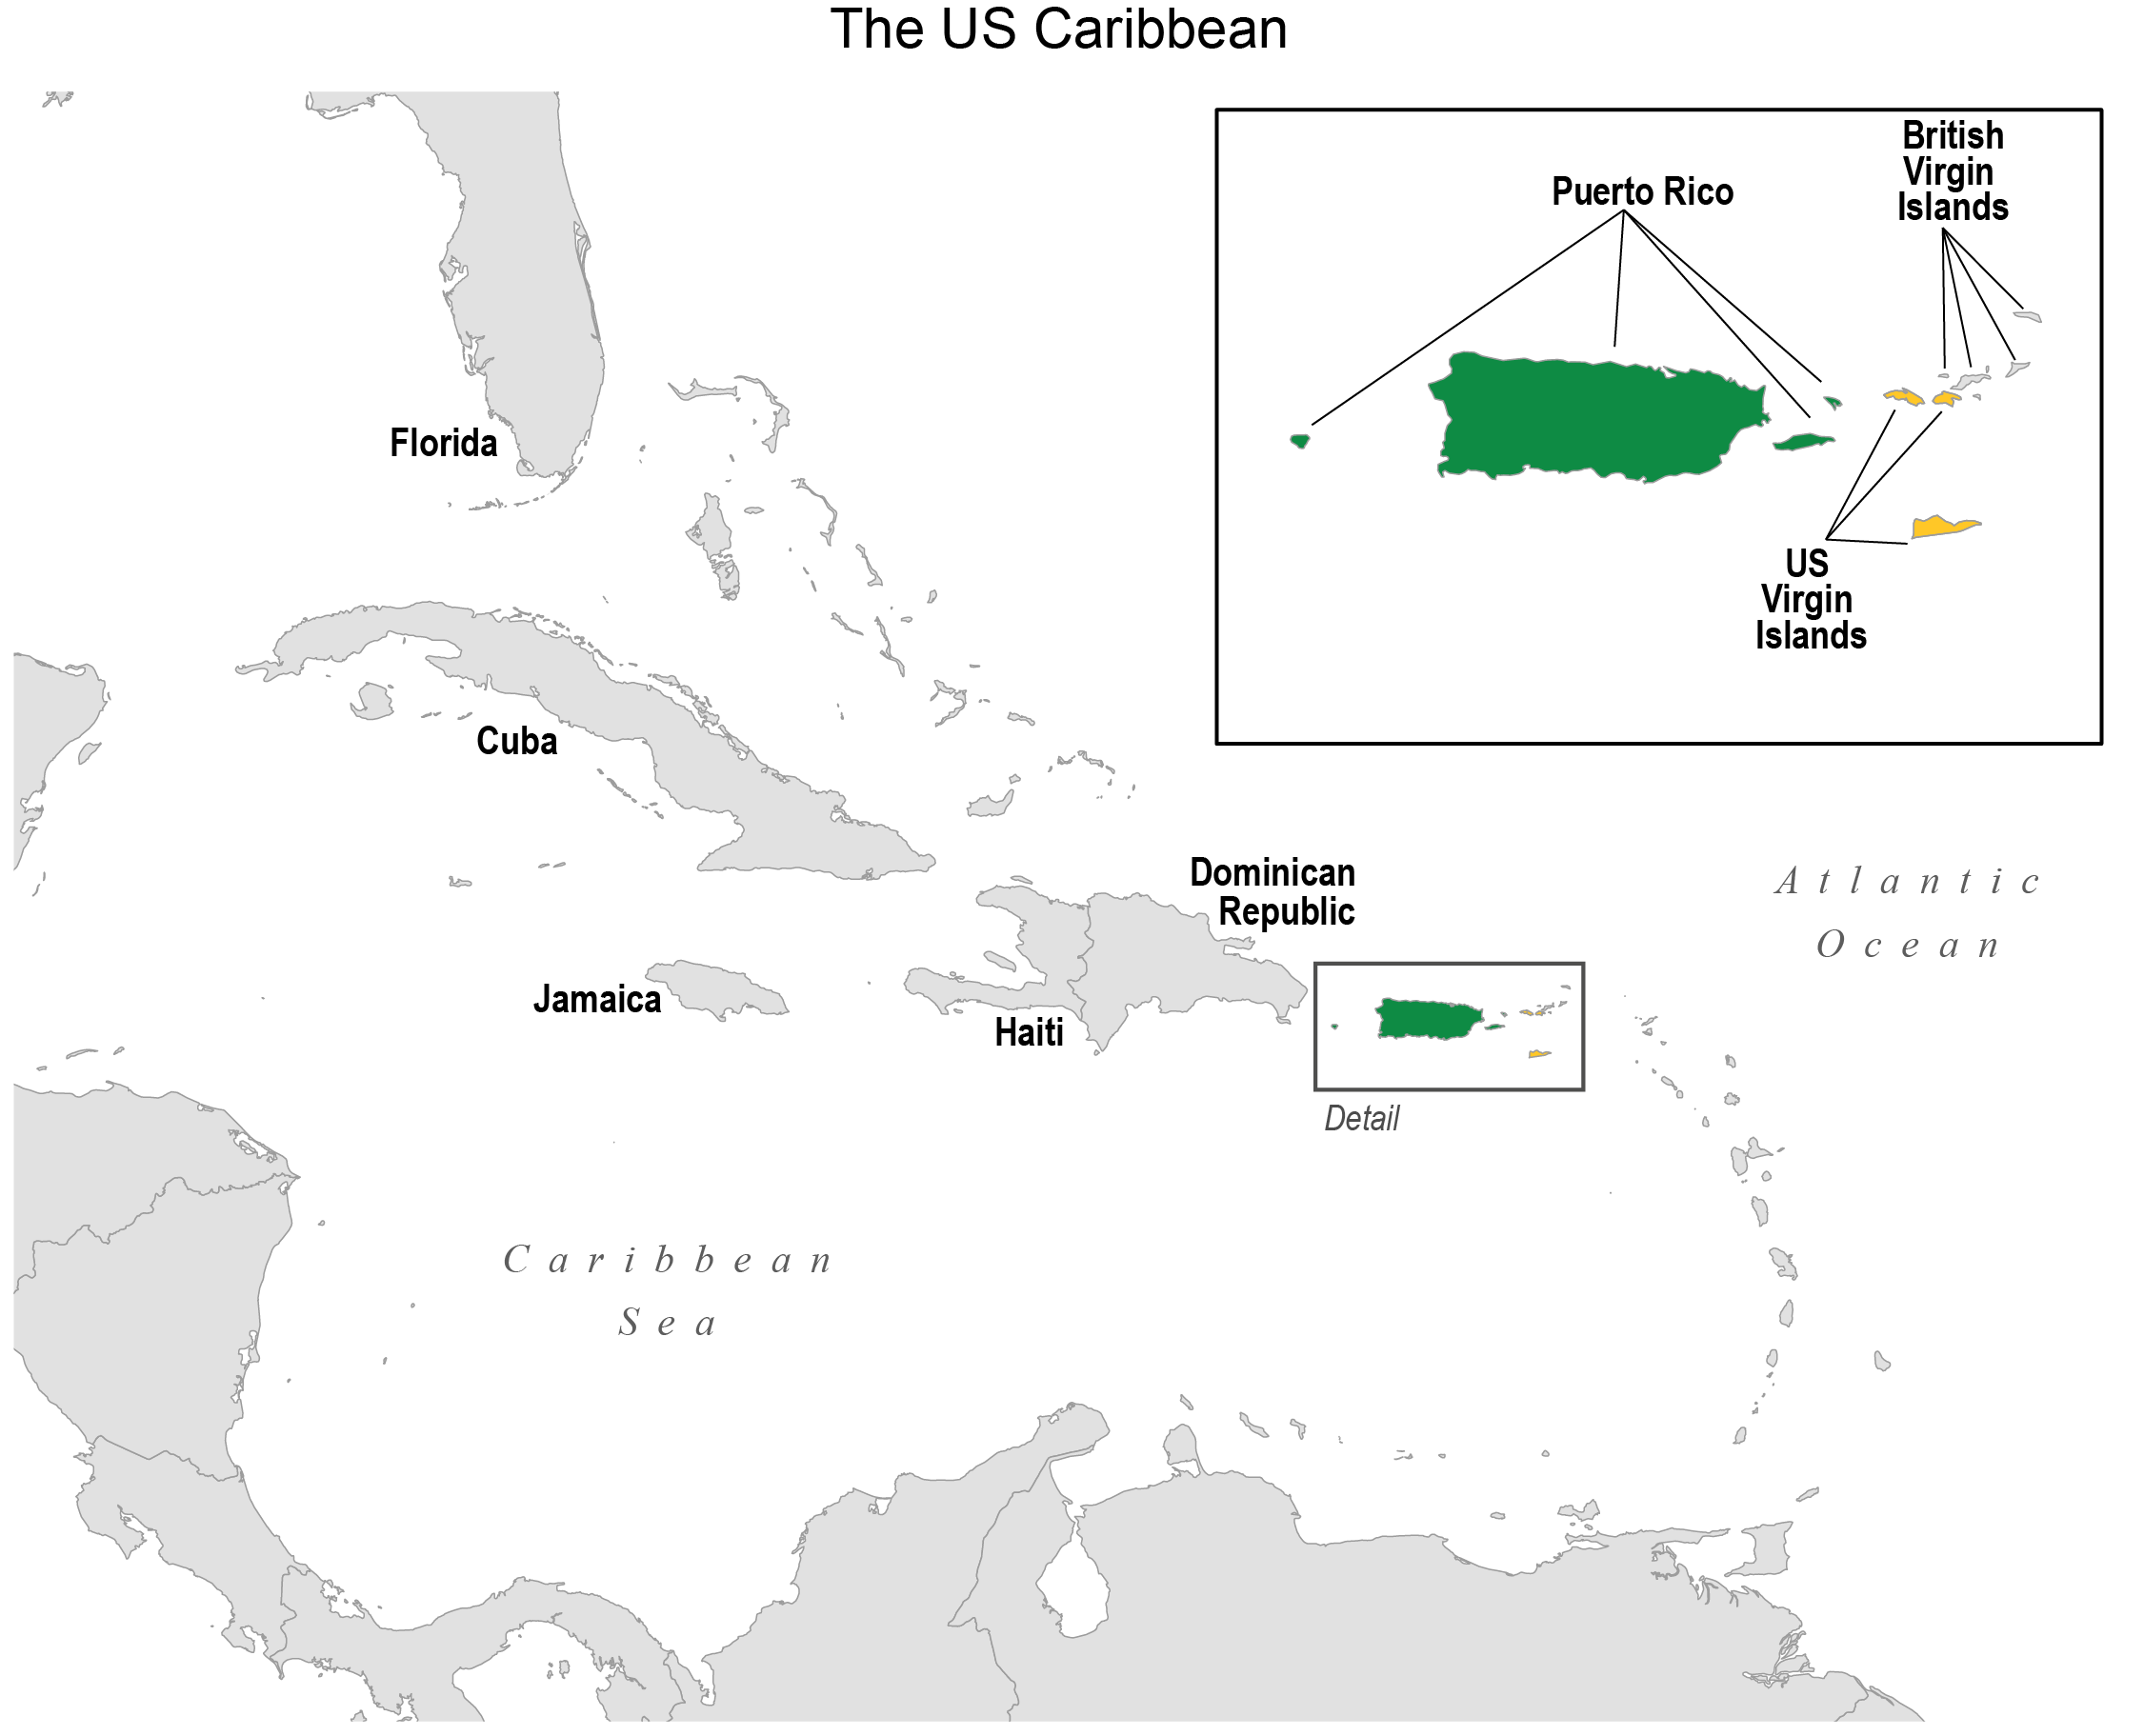 The US Caribbean
British
Virgin
Islands
Puerto Rico
Florida
US
Virgin
Islands
Cuba
Dominican
Republic
Atlantic
Ocean
Jamaica
Haiti
Detail
Caribbean
Sea